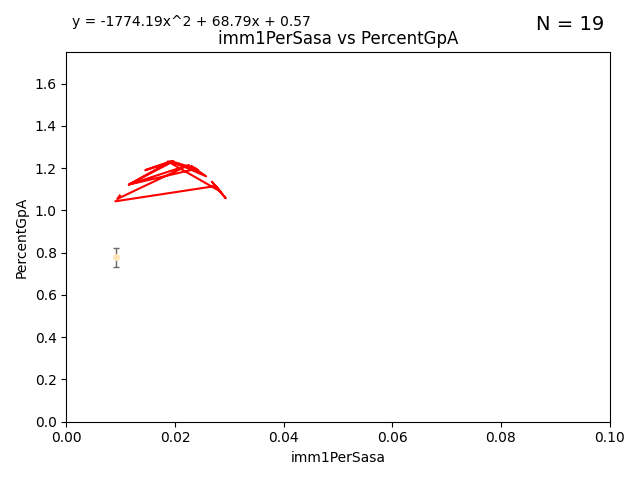 y = -1774.19x^2 + 68.79x + 0.57
N = 19
imm1PerSasa vs PercentGpA
1.6
1.4
1.2
1.0
0.8
0.6
0.4
0.2
0.0
PercentGpA
0.00 0.02 0.04 0.06 0.08 0.10
imm1PerSasa